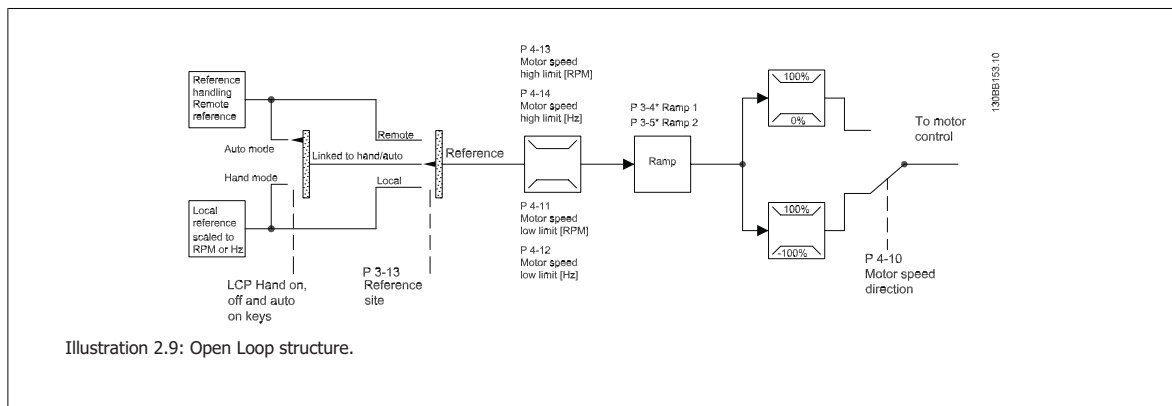 P 4-13
Motor speed
high limit [RPM]
P 4-14
Motor speed
high limit [Hz]
Reference
handling
Remote
reference
P 3-4* Ramp 1
P 3-5* Ramp 2
100%
0%
130BB153.10
To motor
control
Auto mode
Remote
Linked to hand/auto
Reference
Ramp
Hand mode
Local
Local
reference
scaled to
RPM or Hz
P 4-11
Motor speed
low limit [RPM]
P 4-12
Motor speed
low limit [Hz]
100%
-100%
P 4-10
Motor speed
direction
LCP Hand on,
off and auto
on keys
P 3-13
Reference
site
Illustration 2.9: Open Loop structure.